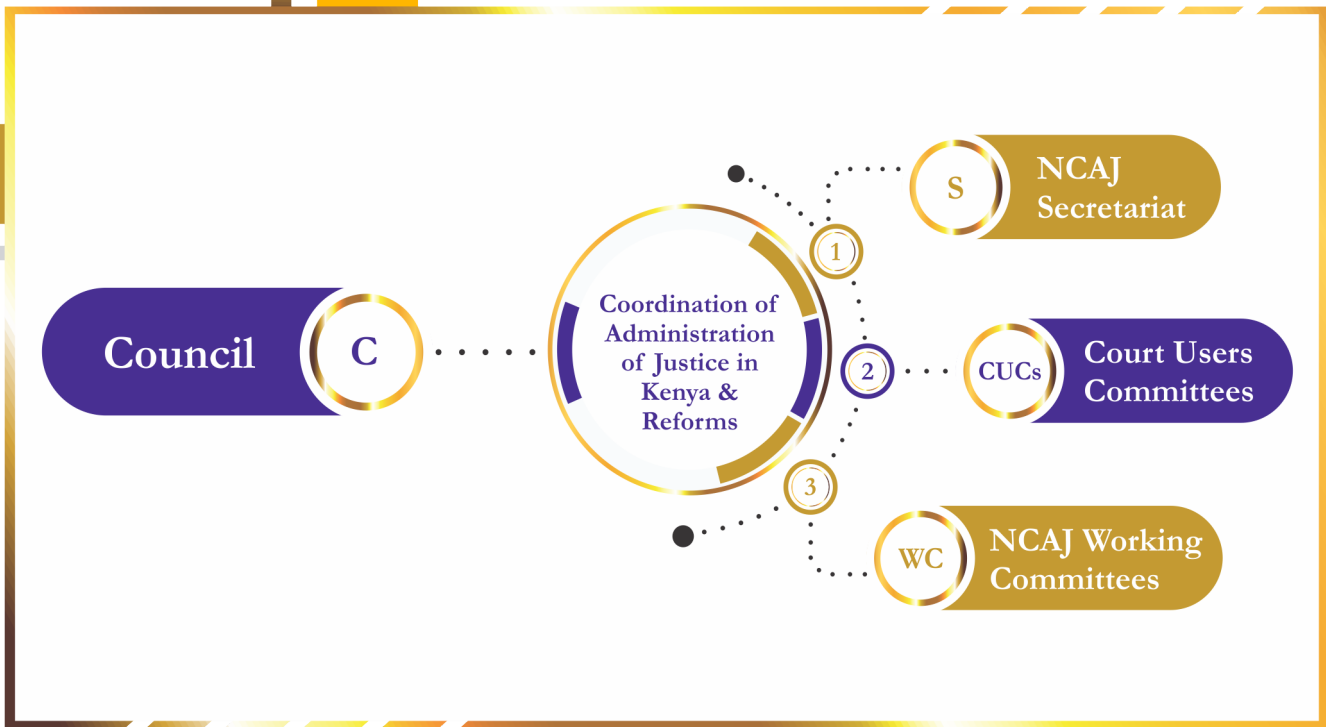 Council
C
Coordination of
Administration
of Justice in
Kenya &
Reforms
1
S
NCAJ
Secretariat
2
CUCs
Court Users
Committees
3
WC
NCAJ Working
Committees